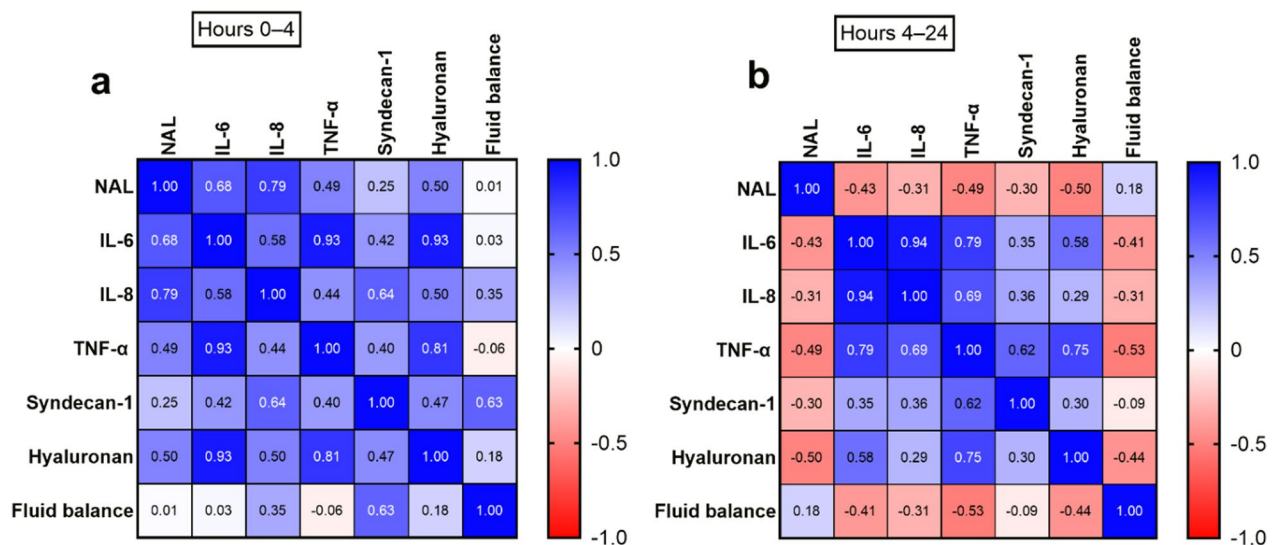 Hours 0–4
a
NAL
IL-6
IL-8
TNF-α
Syndecan-1
Hyaluronan
Fluid balance
NAL 1.00 0.68 0.79 0.49 0.25 0.50 0.01
IL-6 0.68 1.00 0.58 0.93 0.42 0.93 0.03
IL-8 0.79 0.58 1.00 0.44 0.64 0.50 0.35
TNF-α 0.49 0.93 0.44 1.00 0.40 0.81 -0.06
Syndecan-1 0.25 0.42 0.64 0.40 1.00 0.47 0.63
Hyaluronan 0.50 0.93 0.50 0.81 0.47 1.00 0.18
Fluid balance 0.01 0.03 0.35 -0.06 0.63 0.18 1.00
1.0
0.5
0
-0.5
-1.0
Hours 4–24
b
NAL
IL-6
IL-8
TNF-α
Syndecan-1
Hyaluronan
Fluid balance
NAL 1.00 -0.43 -0.31 -0.49 -0.30 -0.50 0.18
IL-6 -0.43 1.00 0.94 0.79 0.35 0.58 -0.41
IL-8 -0.31 0.94 1.00 0.69 0.36 0.29 -0.31
TNF-α -0.49 0.79 0.69 1.00 0.62 0.75 -0.53
Syndecan-1 -0.30 0.35 0.36 0.62 1.00 0.30 -0.09
Hyaluronan -0.50 0.58 0.29 0.75 0.30 1.00 -0.44
Fluid balance 0.18 -0.41 -0.31 -0.53 -0.09 -0.44 1.00
1.0
0.5
0
-0.5
-1.0